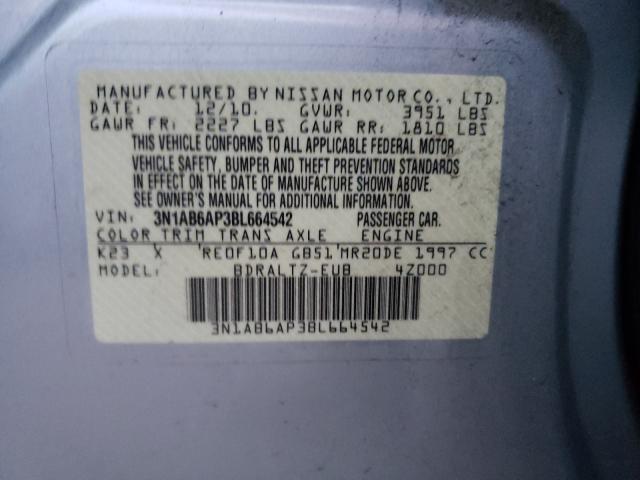 MANUFACTURED BY NISSAN MOTOR CO., LTD.
DATE: 12/10. GVWR: 3951 LBS
GAWR FR: 2227 LBS GAWR RR: 1810 LBS
THIS VEHICLE CONFORMS TO ALL APPLICABLE FEDERAL MOTOR
VEHICLE SAFETY, BUMPER AND THEFT PREVENTION STANDARDS
IN EFFECT ON THE DATE OF MANUFACTURE SHOWN ABOVE.
SEE OWNER'S MANUAL FOR ADDITIONAL INFORMATION.
VIN: 3N1AB6AP3BL664542 PASSENGER CAR.
COLOR TRIM TRANS AXLE ENGINE
K23 X RE0F10A GB51 MR20DE 1997 CC
MODEL: BDRALTZ-EUB 4Z000
3N1AB6AP3BL664542